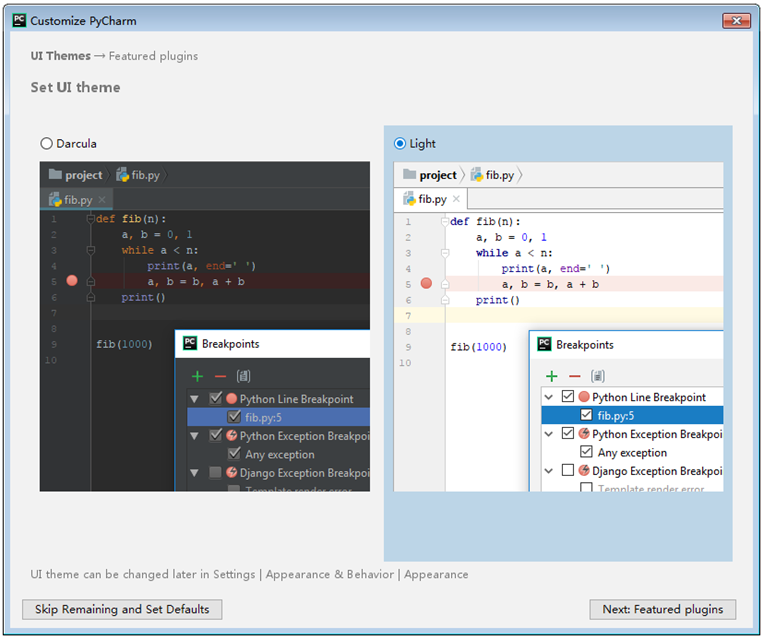 PC Customize PyCharm
UI Themes → Featured plugins
Set UI theme
Darcula
project fib.py
fib.py
1 def fib(n):
2 a, b = 0, 1
3 while a < n:
4 print(a, end=' ')
5 a, b = b, a + b
6 print()
7
8
9 fib(1000)
10
PC Breakpoints
Python Line Breakpoint
fib.py:5
Python Exception Breakpoi
Any exception
Django Exception Breakpoi
Template render error
Light
project fib.py
fib.py
1 def fib(n):
2 a, b = 0, 1
3 while a < n:
4 print(a, end=' ')
5 a, b = b, a + b
6 print()
7
8
9 fib(1000)
10
PC Breakpoints
Python Line Breakpoint
fib.py:5
Python Exception Breakpoi
Any exception
Django Exception Breakpoi
Template render error
UI theme can be changed later in Settings | Appearance & Behavior | Appearance
Skip Remaining and Set Defaults
Next: Featured plugins